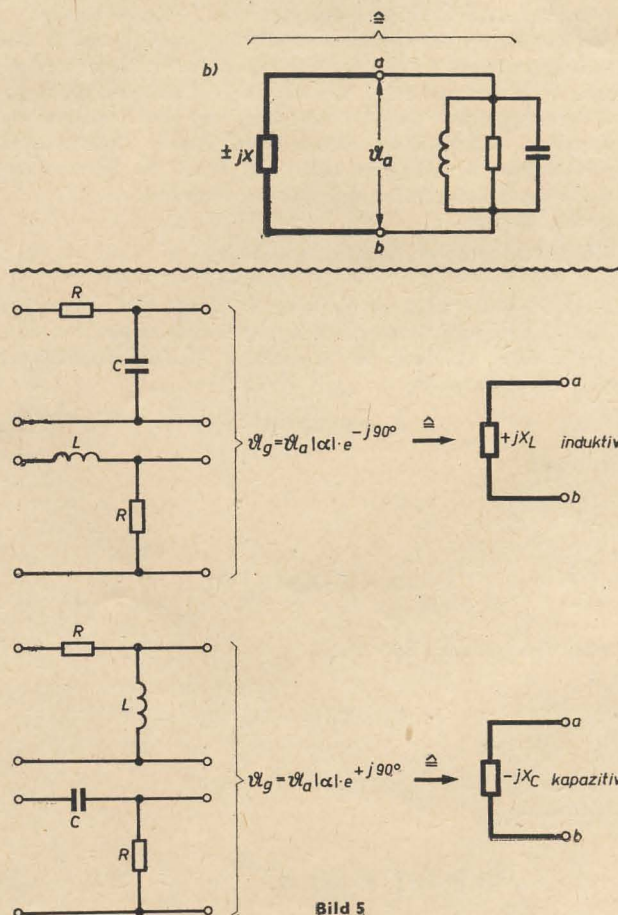 ≙
b)
a
± jX
𝔘a
b
R
C
L
R
𝔘g = 𝔘a |α| · e^-j90° ≙
a
+jXL induktiv
b
R
L
C
R
𝔘g = 𝔘a |α| · e^+j90° ≙
a
-jXC kapazitiv
b
Bild 5